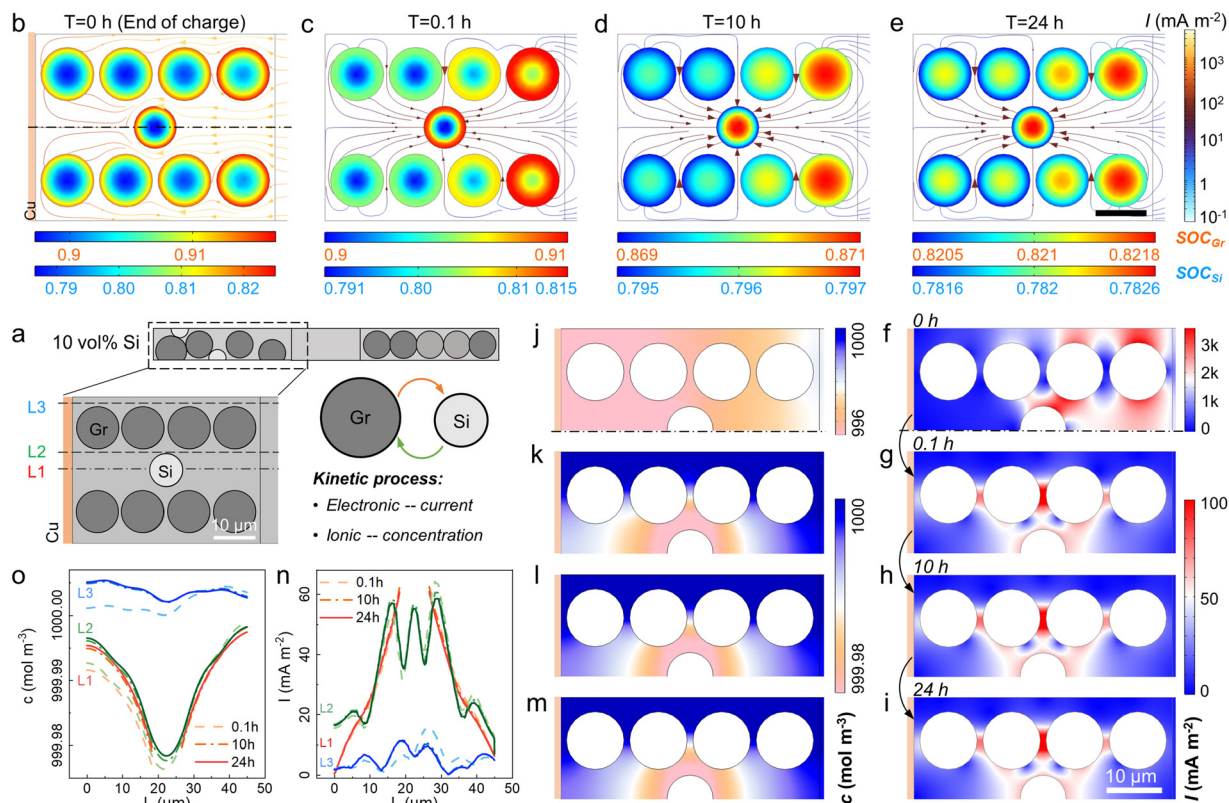 b T=0 h (End of charge)
c T=0.1 h
d T=10 h
e T=24 h
I (mA m⁻²)
10³
10²
10¹
10⁰
10⁻¹
Cu
0.9 0.91
0.79 0.80 0.81 0.82
0.9 0.91
0.791 0.80 0.81 0.815
0.869 0.871
0.795 0.796 0.797
0.8205 0.821 0.8218
0.7816 0.782 0.7826
SOC_Gr
SOC_Si
a
10 vol% Si
L3
L2
L1
Gr
Si
10 μm
Cu
Gr
Si
Kinetic process:
• Electronic -- current
• Ionic -- concentration
j
1000
996
k
l
m
1000
999.98
c (mol m⁻³)
f
0 h
3k
2k
1k
0
g
0.1 h
h
10 h
i
24 h
100
50
0
I (mA m⁻²)
10 μm
o
L3
L2
L1
0.1h
10h
24h
1000.00
999.99
999.98
c (mol m⁻³)
0 10 20 30 40 50
n
0.1h
10h
24h
L2
L1
L3
60
40
20
0
I (mA m⁻²)
0 10 20 30 40 50